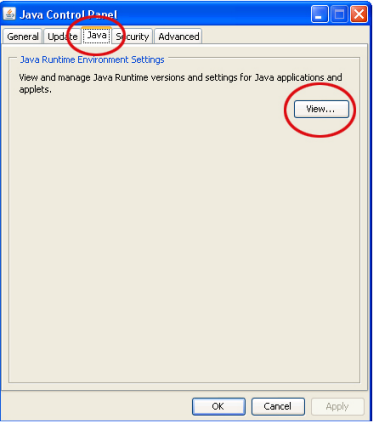 Java Control Panel
General Update Java Security Advanced
Java Runtime Environment Settings
View and manage Java Runtime versions and settings for Java applications and
applets.
View...
OK Cancel Apply